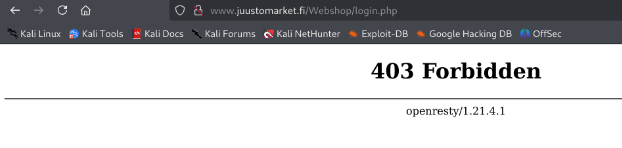 www.juustomarket.fi/Webshop/login.php
Kali Linux Kali Tools Kali Docs Kali Forums Kali NetHunter Exploit-DB Google Hacking DB OffSec
403 Forbidden
openresty/1.21.4.1